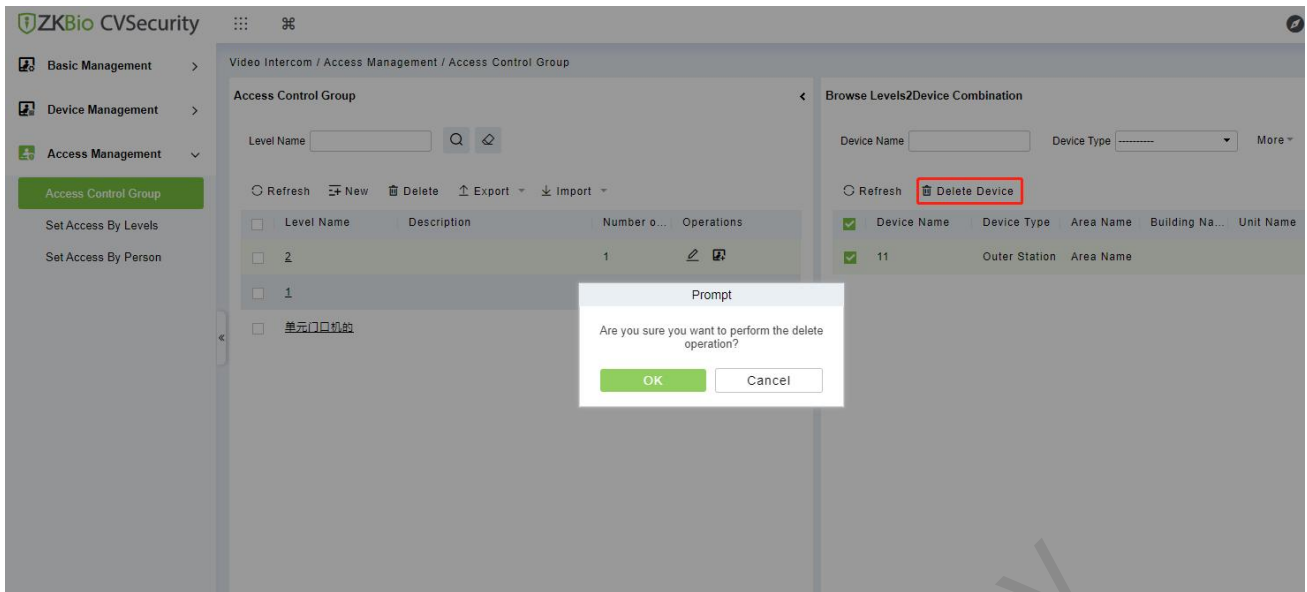 ZKBio CVSecurity
Basic Management
Device Management
Access Management
Access Control Group
Set Access By Levels
Set Access By Person
Video Intercom / Access Management / Access Control Group
Access Control Group
Level Name
Refresh New Delete Export Import
Level Name Description Number o... Operations
2 1
1
单元门口机的
Browse Levels2Device Combination
Device Name Device Type ---------- More
Refresh Delete Device
Device Name Device Type Area Name Building Na... Unit Name
11 Outer Station Area Name
Prompt
Are you sure you want to perform the delete
operation?
OK Cancel